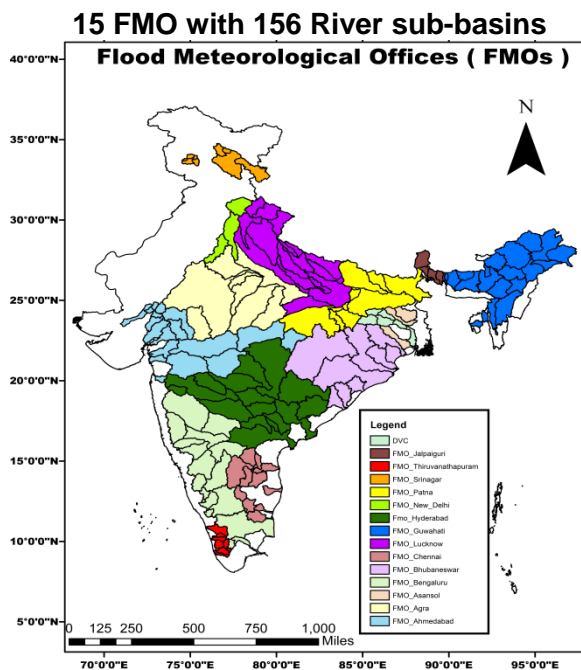 15 FMO with 156 River sub-basins
Flood Meteorological Offices ( FMOs )
40°0'0"N
35°0'0"N
30°0'0"N
25°0'0"N
20°0'0"N
15°0'0"N
10°0'0"N
5°0'0"N
N
Legend
DVC
FMO_Jalpaiguri
FMO_Thiruvanathapuram
FMO_Srinagar
FMO_Patna
FMO_New_Delhi
Fmo_Hyderabad
FMO_Guwahati
FMO_Lucknow
FMO_Chennai
FMO_Bhubaneswar
FMO_Bengaluru
FMO_Asansol
FMO_Agra
FMO_Ahmedabad
0 125 250 500 750 1,000
Miles
70°0'0"E 75°0'0"E 80°0'0"E 85°0'0"E 90°0'0"E 95°0'0"E